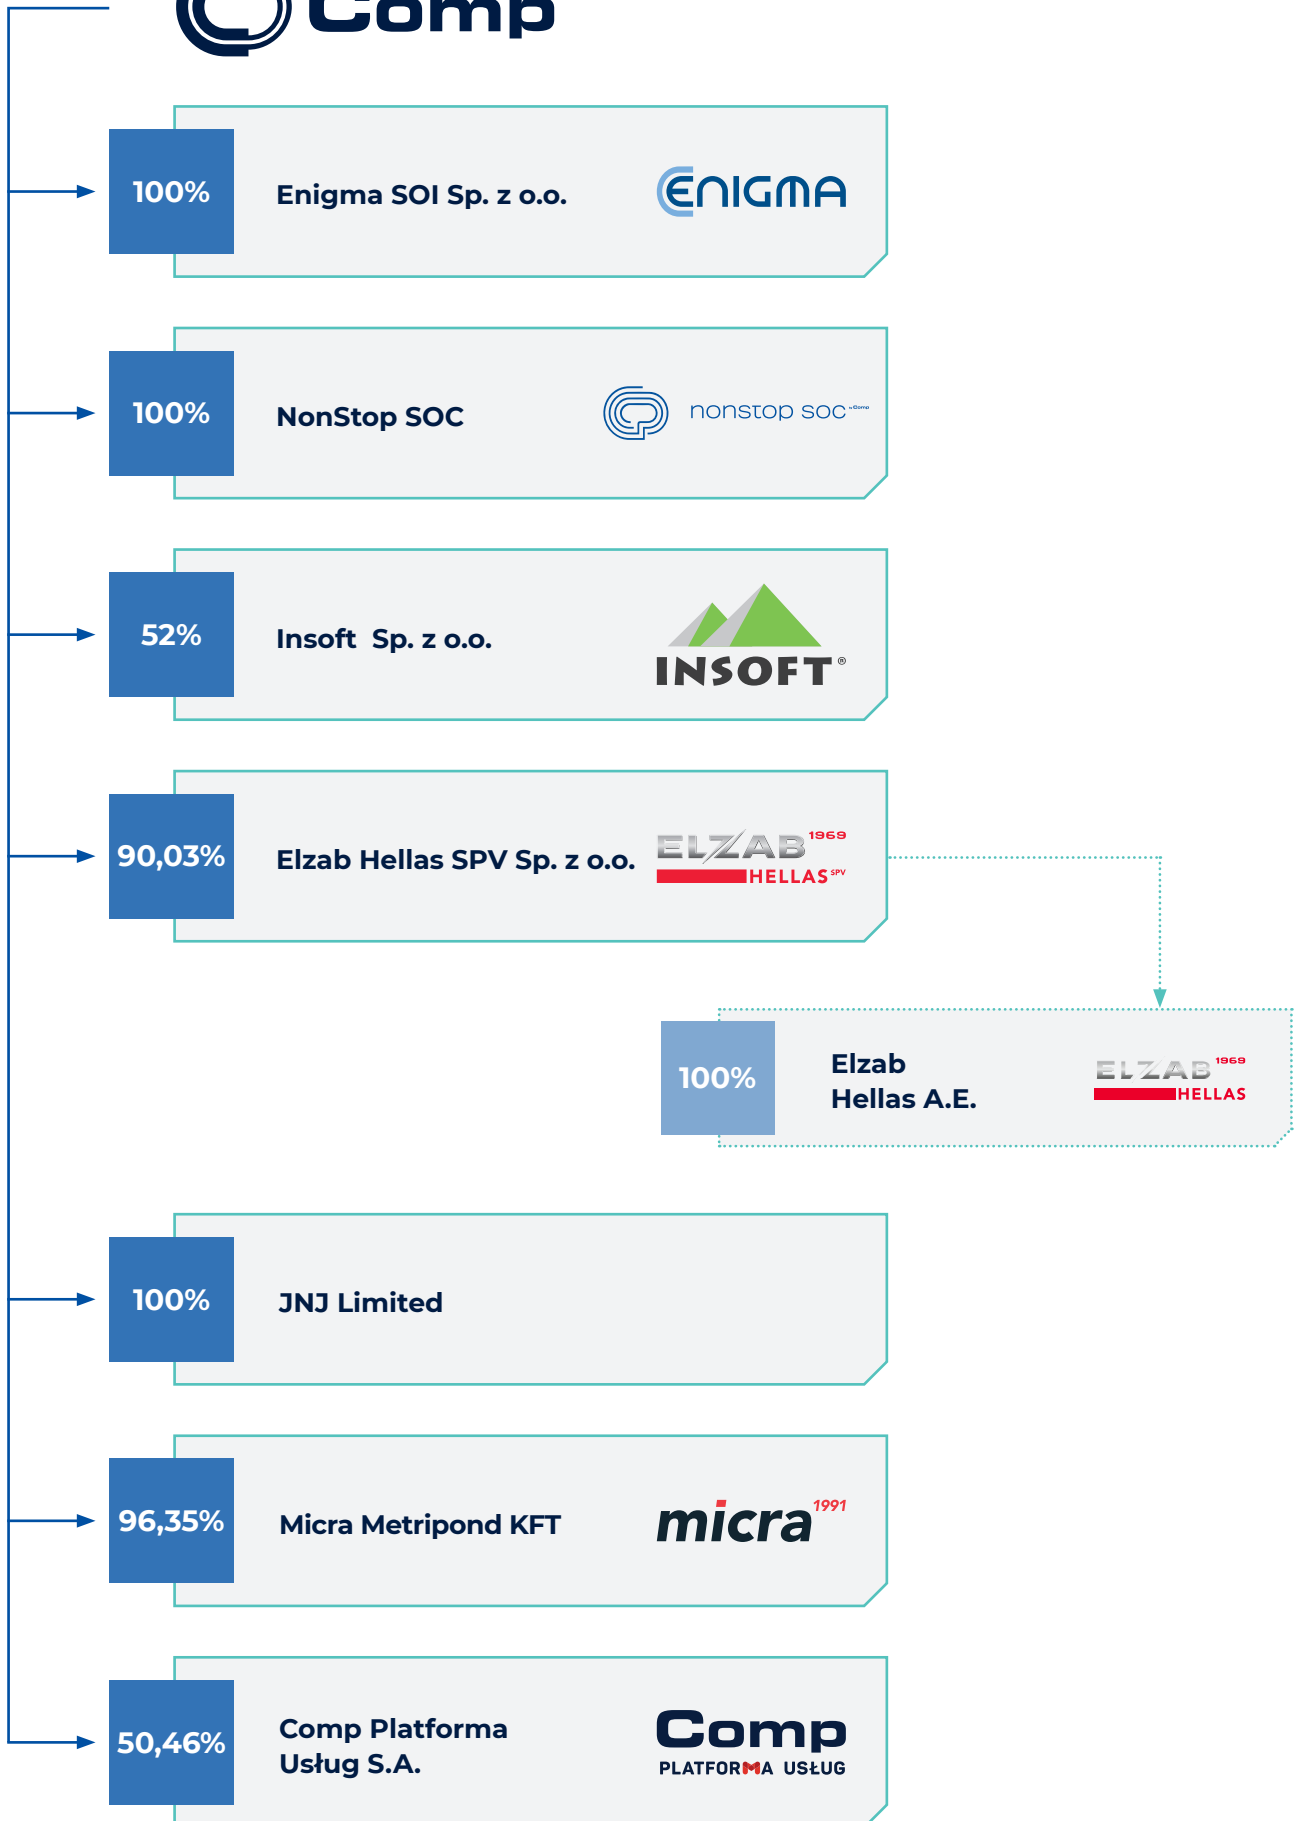 Comp
100%
Enigma SOI Sp. z o.o.
ENIGMA
100%
NonStop SOC
nonstop soc by Comp
52%
Insoft Sp. z o.o.
INSOFT®
90,03%
Elzab Hellas SPV Sp. z o.o.
ELZAB 1969
HELLAS SPV
100%
Elzab
Hellas A.E.
ELZAB 1969
HELLAS
100%
JNJ Limited
96,35%
Micra Metripond KFT
micra 1991
50,46%
Comp Platforma
Usług S.A.
Comp
PLATFORMA USŁUG